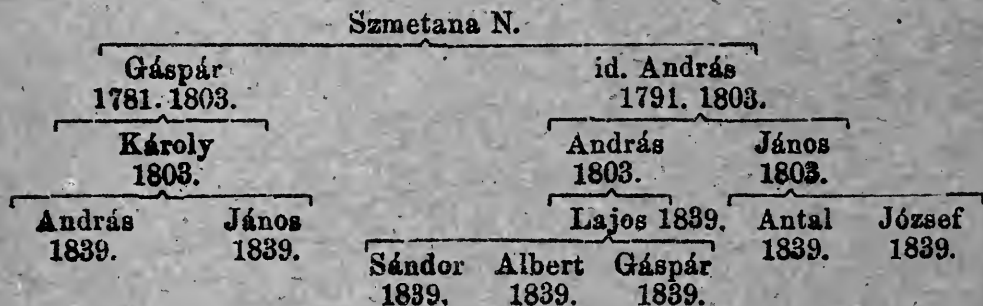 Szmetana N.
Gáspár id. András
1781. 1803. 1791. 1803.
Károly András János
1803. 1803. 1803.
András János Lajos 1839. Antal József
1839. 1839. 1839. 1839.
Sándor Albert Gáspár
1839. 1839. 1839.